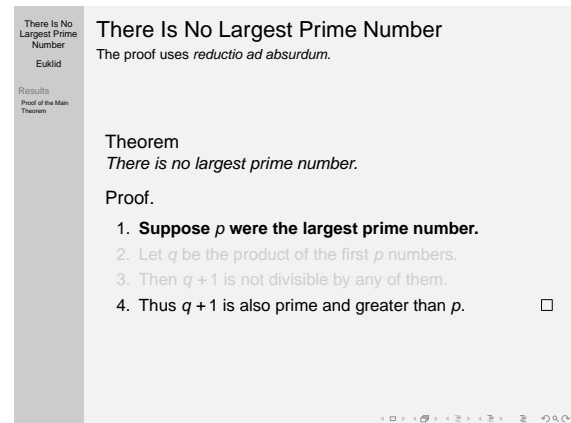 There Is No
Largest Prime
Number
Euklid
Results
Proof of the Main
Theorem
There Is No Largest Prime Number
The proof uses reductio ad absurdum.
Theorem
There is no largest prime number.
Proof.
1. Suppose p were the largest prime number.
2. Let q be the product of the first p numbers.
3. Then q + 1 is not divisible by any of them.
4. Thus q + 1 is also prime and greater than p. □